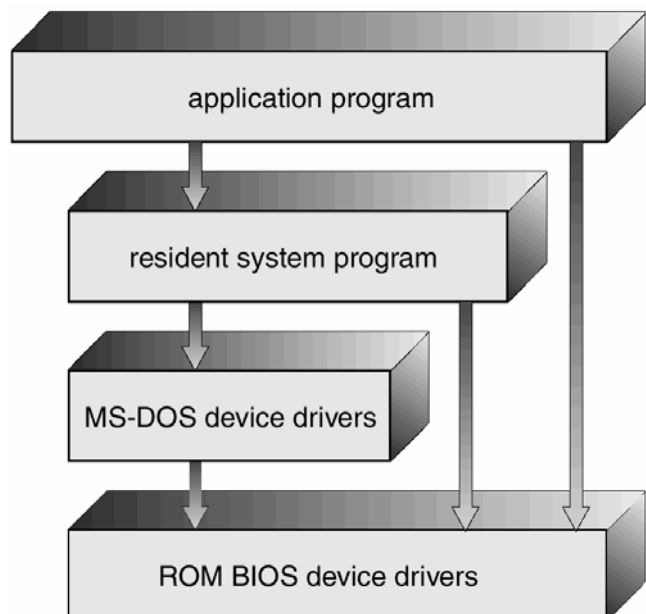 application program
resident system program
MS-DOS device drivers
ROM BIOS device drivers